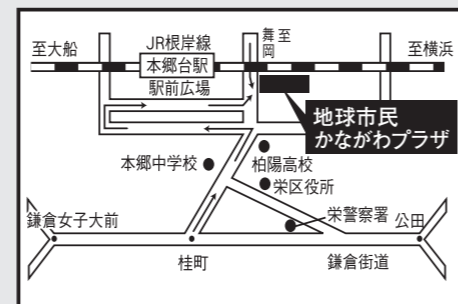 至大船
JR根岸線
舞岡
至
至横浜
本郷台駅
駅前広場
地球市民
かながわプラザ
本郷中学校
柏陽高校
栄区役所
栄警察署
鎌倉女子大前
公田
桂町
鎌倉街道